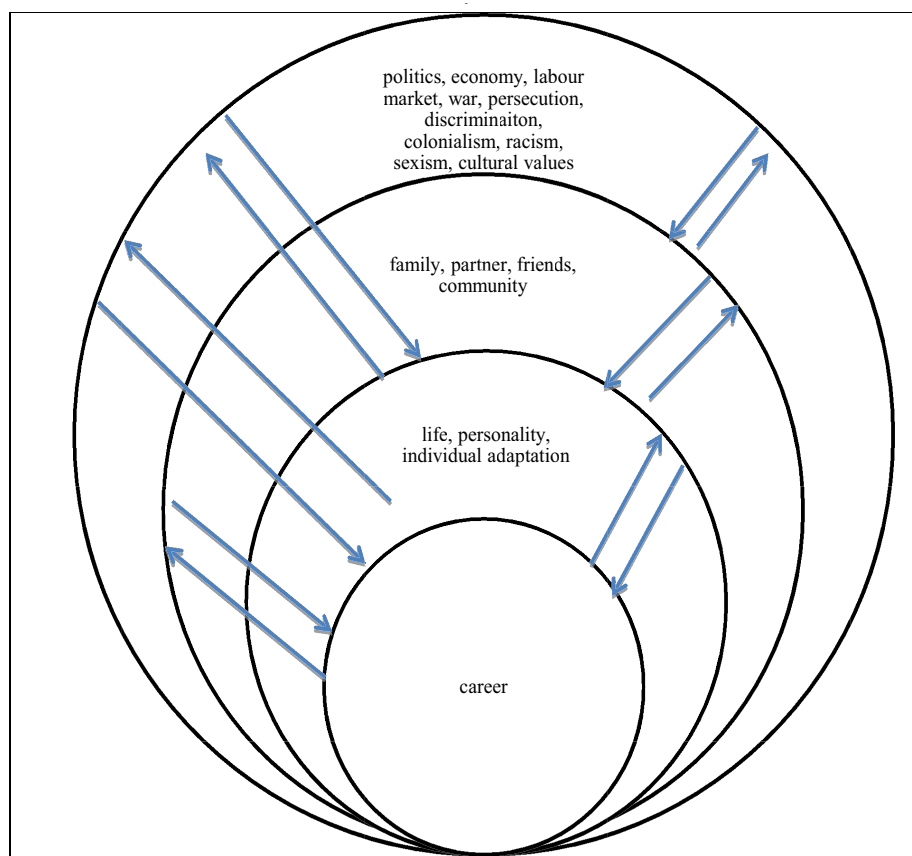 politics, economy, labour
market, war, persecution,
discriminaiton,
colonialism, racism,
sexism, cultural values
family, partner, friends,
community
life, personality,
individual adaptation
career